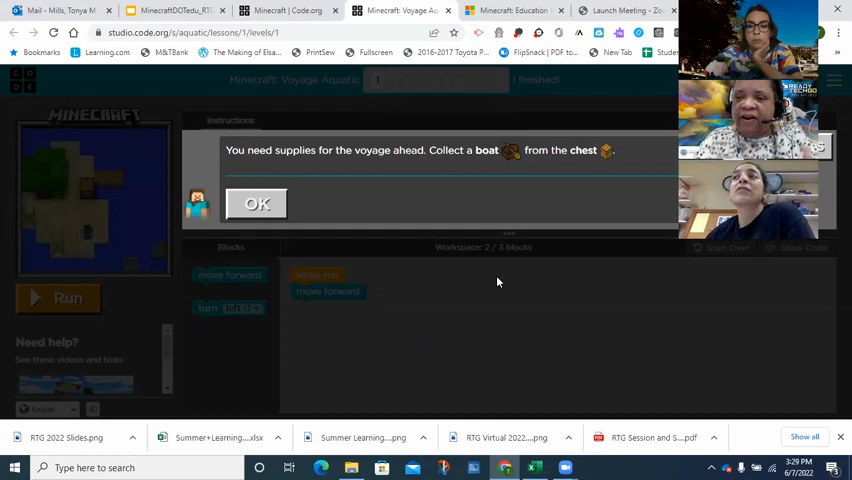 Mail - Mills, Tonya M
MinecraftDOTedu_RTG
Minecraft | Code.org
Minecraft: Voyage Aq
Minecraft: Education
Launch Meeting - Zo
studio.code.org/s/aquatic/lessons/1/levels/1
Bookmarks
Learning.com
M&TBank
The Making of Elsa...
PrintSew
Fullscreen
2016-2017 Toyota P
FlipSnack | PDF to...
New Tab
Stu
READY
TECH GO
CODE
Minecraft: Voyage Aquatic
1
I finished!
MINECRAFT
Instructions
You need supplies for the voyage ahead. Collect a boat from the chest .
OK
Blocks
Workspace: 2 / 3 blocks
Start Over
Show Code
move forward
when run
move forward
turn left
Run
Need help?
See these videos and hints
English
RTG 2022 Slides.png
Summer+Learning....xlsx
Summer Learning....png
RTG Virtual 2022....png
RTG Session and S....pdf
Show all
Type here to search
3:29 PM
6/7/2022
3